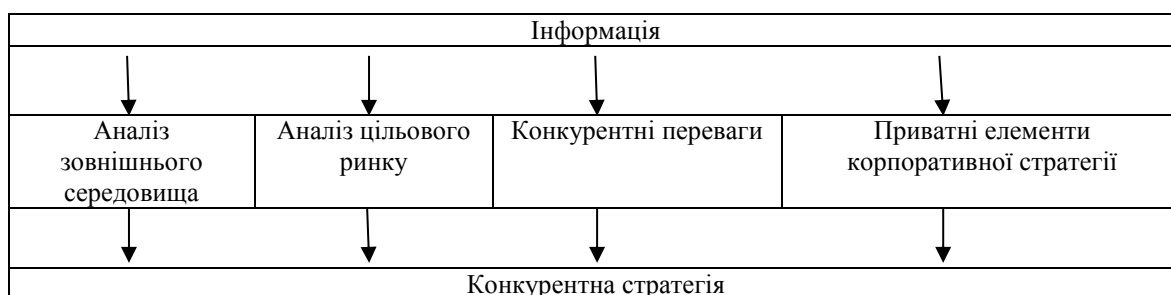 Інформація
Аналіз
зовнішнього
середовища
Аналіз цільового
ринку
Конкурентні переваги
Приватні елементи
корпоративної стратегії
Конкурентна стратегія